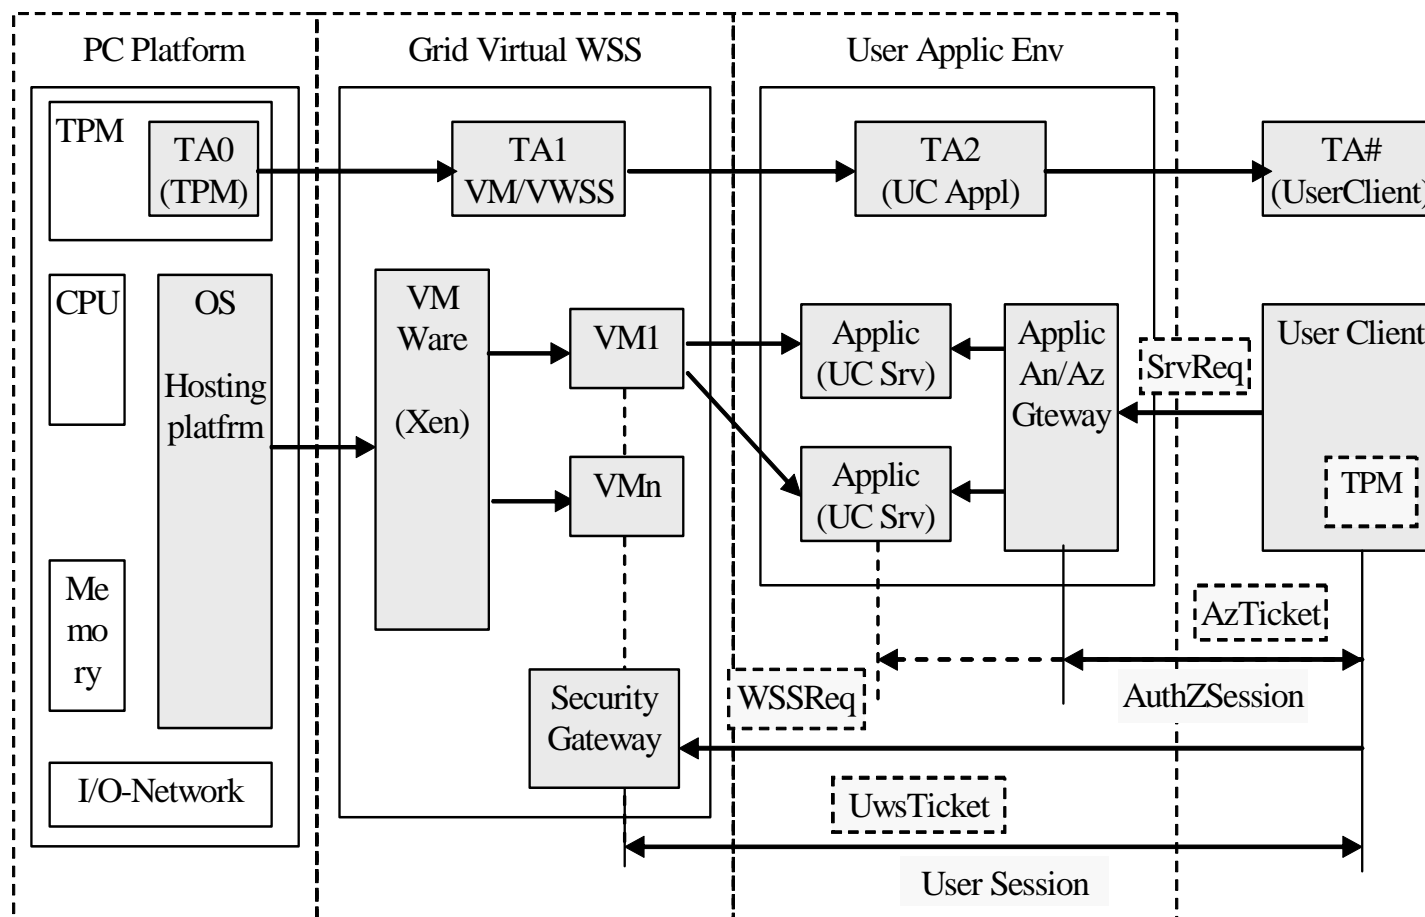 PC Platform
Grid Virtual WSS
User Applic Env
TPM
TA0
(TPM)
TA1
VM/VWSS
TA2
(UC Appl)
TA#
(UserClient)
CPU
OS
Hosting
platfrm
VM
Ware
(Xen)
VM1
VMn
Applic
(UC Srv)
Applic
(UC Srv)
Applic
An/Az
Gteway
SrvReq
User Client
TPM
Me
mo
ry
I/O-Network
Security
Gateway
WSSReq
AzTicket
AuthZSession
UwsTicket
User Session